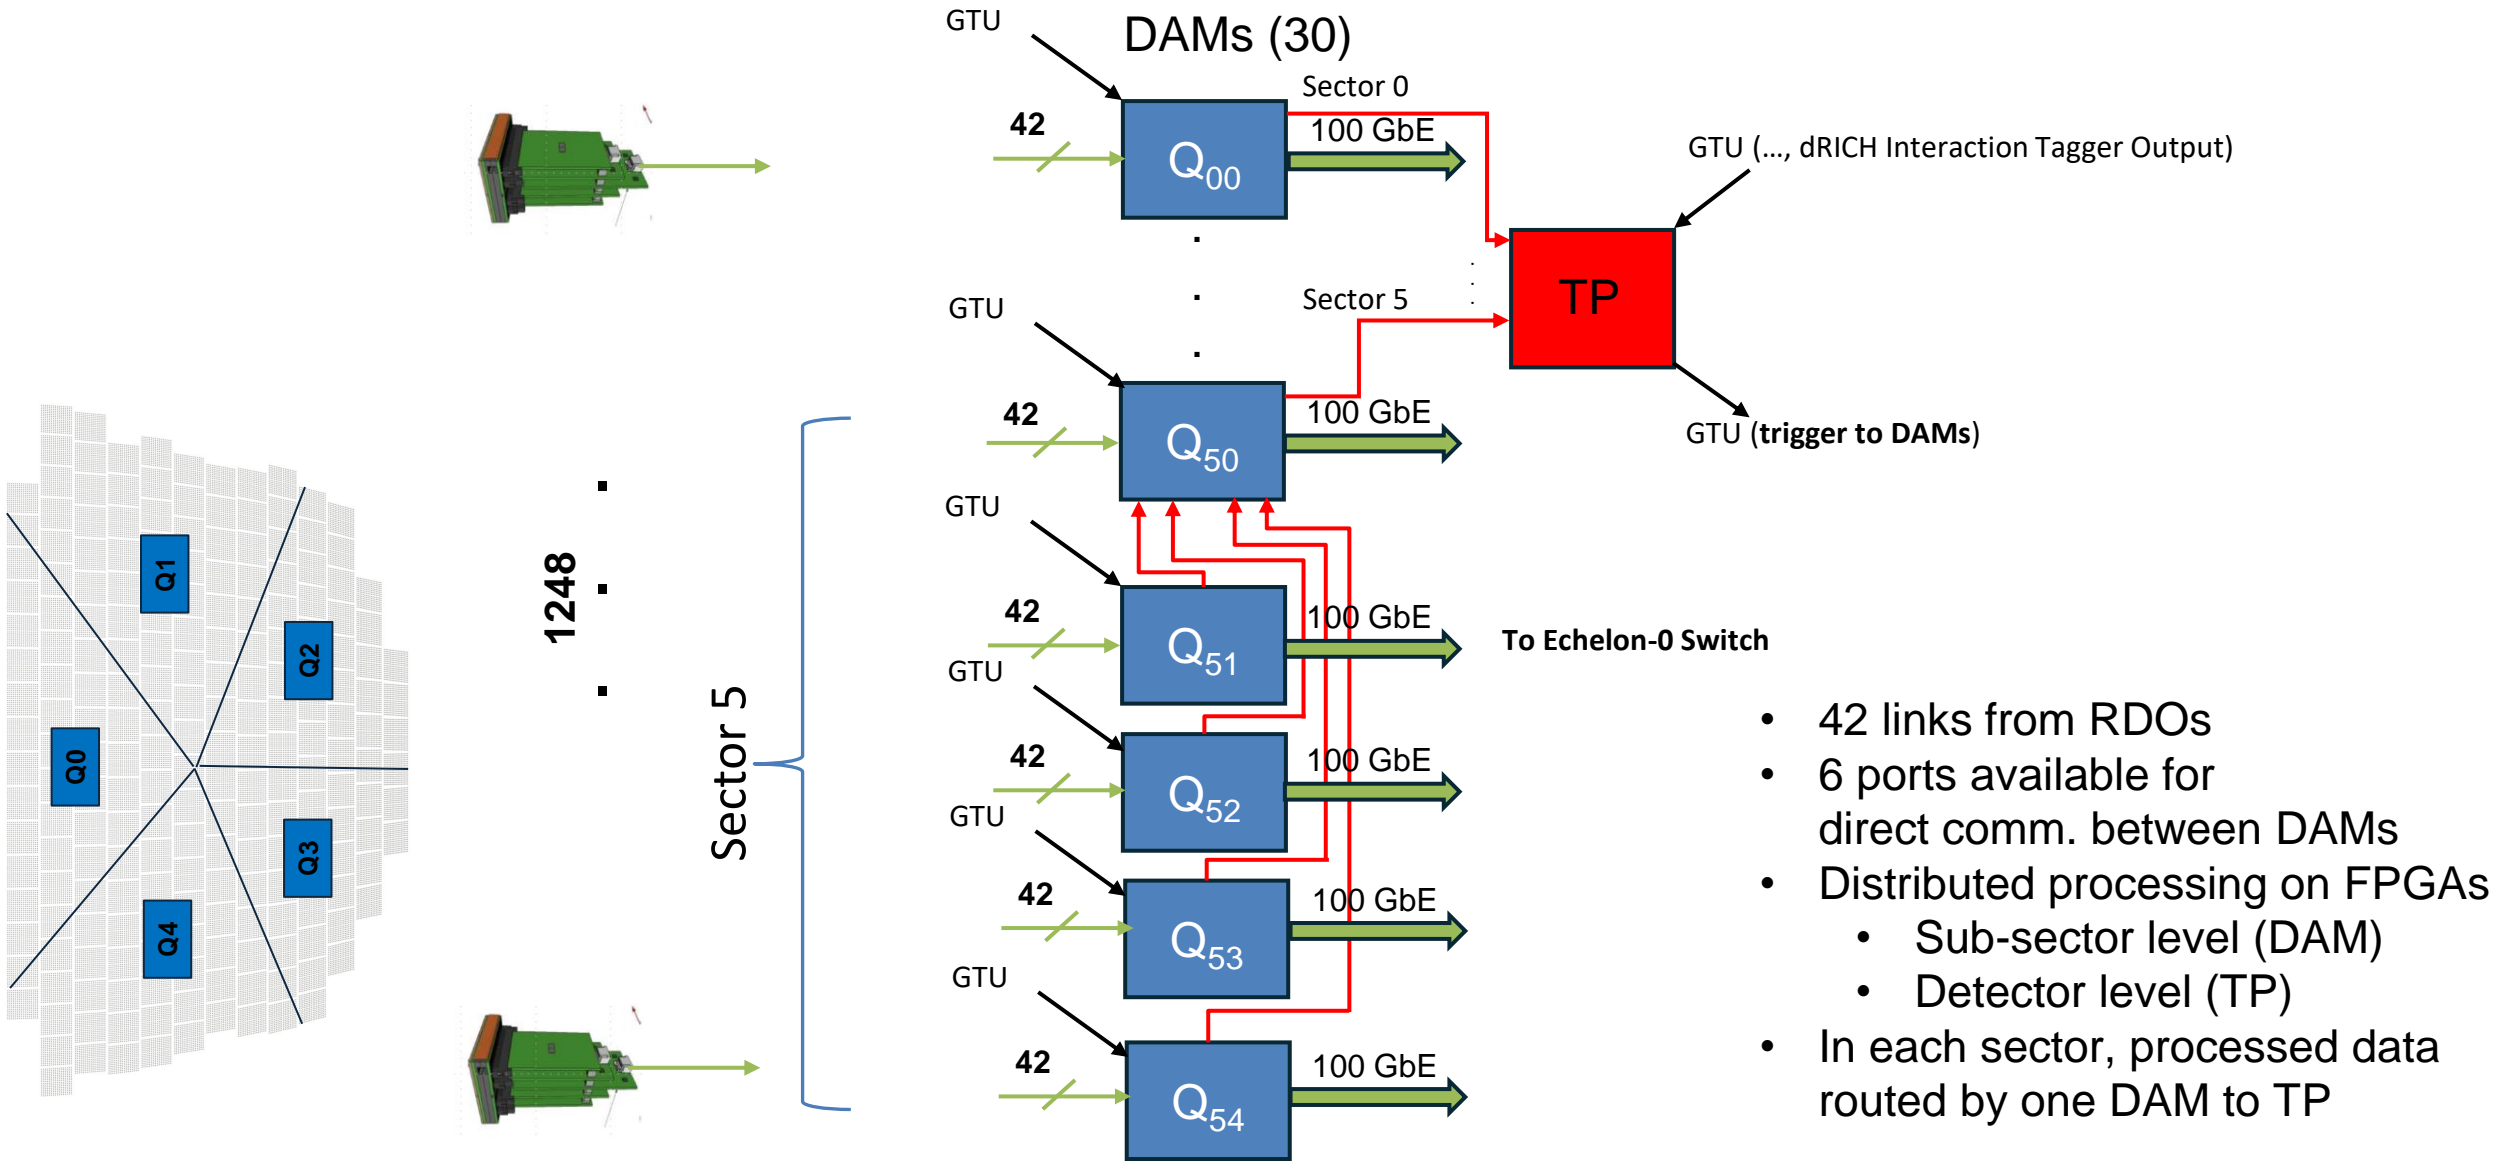 GTU
DAMs (30)
Sector 0
42
100 GbE
Q00
GTU (..., dRICH Interaction Tagger Output)
TP
GTU
Sector 5
42
100 GbE
Q50
GTU (trigger to DAMs)
GTU
42
100 GbE
Q51
To Echelon-0 Switch
GTU
42
100 GbE
Q52
GTU
42
100 GbE
Q53
GTU
42
100 GbE
Q54
Q1
Q2
Q0
Q3
Q4
1248
Sector 5
• 42 links from RDOs
• 6 ports available for
direct comm. between DAMs
• Distributed processing on FPGAs
• Sub-sector level (DAM)
• Detector level (TP)
• In each sector, processed data
routed by one DAM to TP